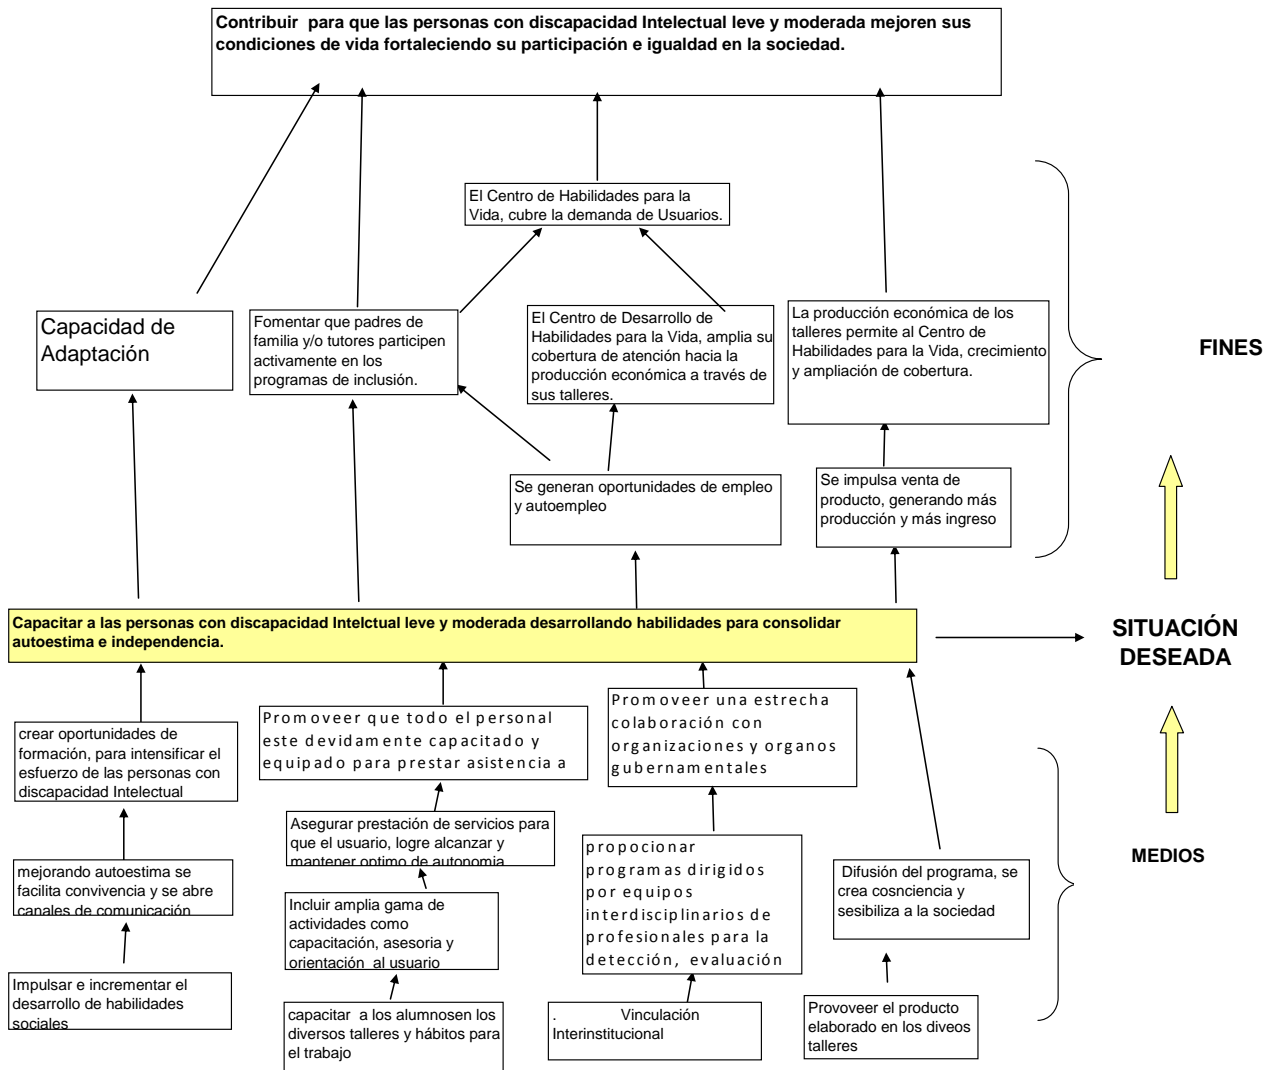 Contribuir para que las personas con discapacidad Intelectual leve y moderada mejoren sus
condiciones de vida fortaleciendo su participación e igualdad en la sociedad.
El Centro de Habilidades para la
Vida, cubre la demanda de Usuarios.
Capacidad de
Adaptación
Fomentar que padres de
familia y/o tutores participen
activamente en los
programas de inclusión.
El Centro de Desarrollo de
Habilidades para la Vida, amplia su
cobertura de atención hacia la
producción económica a través de
sus talleres.
La producción económica de los
talleres permite al Centro de
Habilidades para la Vida, crecimiento
y ampliación de cobertura.
FINES
Se generan oportunidades de empleo
y autoempleo
Se impulsa venta de
producto, generando más
producción y más ingreso
Capacitar a las personas con discapacidad Intelctual leve y moderada desarrollando habilidades para consolidar
autoestima e independencia.
SITUACIÓN
DESEADA
crear oportunidades de
formación, para intensificar el
esfuerzo de las personas con
discapacidad Intelectual
Promoveer que todo el personal
este devidamente capacitado y
equipado para prestar asistencia a
Promoveer una estrecha
colaboración con
organizaciones y organos
gubernamentales
Asegurar prestación de servicios para
que el usuario, logre alcanzar y
mantener optimo de autonomia
propocionar
programas dirigidos
por equipos
interdisciplinarios de
profesionales para la
detección, evaluación
Difusión del programa, se
crea cosnciencia y
sesibiliza a la sociedad
MEDIOS
mejorando autoestima se
facilita convivencia y se abre
canales de comunicación
Incluir amplia gama de
actividades como
capacitación, asesoria y
orientación al usuario
Impulsar e incrementar el
desarrollo de habilidades
sociales
capacitar a los alumnosen los
diversos talleres y hábitos para
el trabajo
. Vinculación
Interinstitucional
Provoveer el producto
elaborado en los diveos
talleres